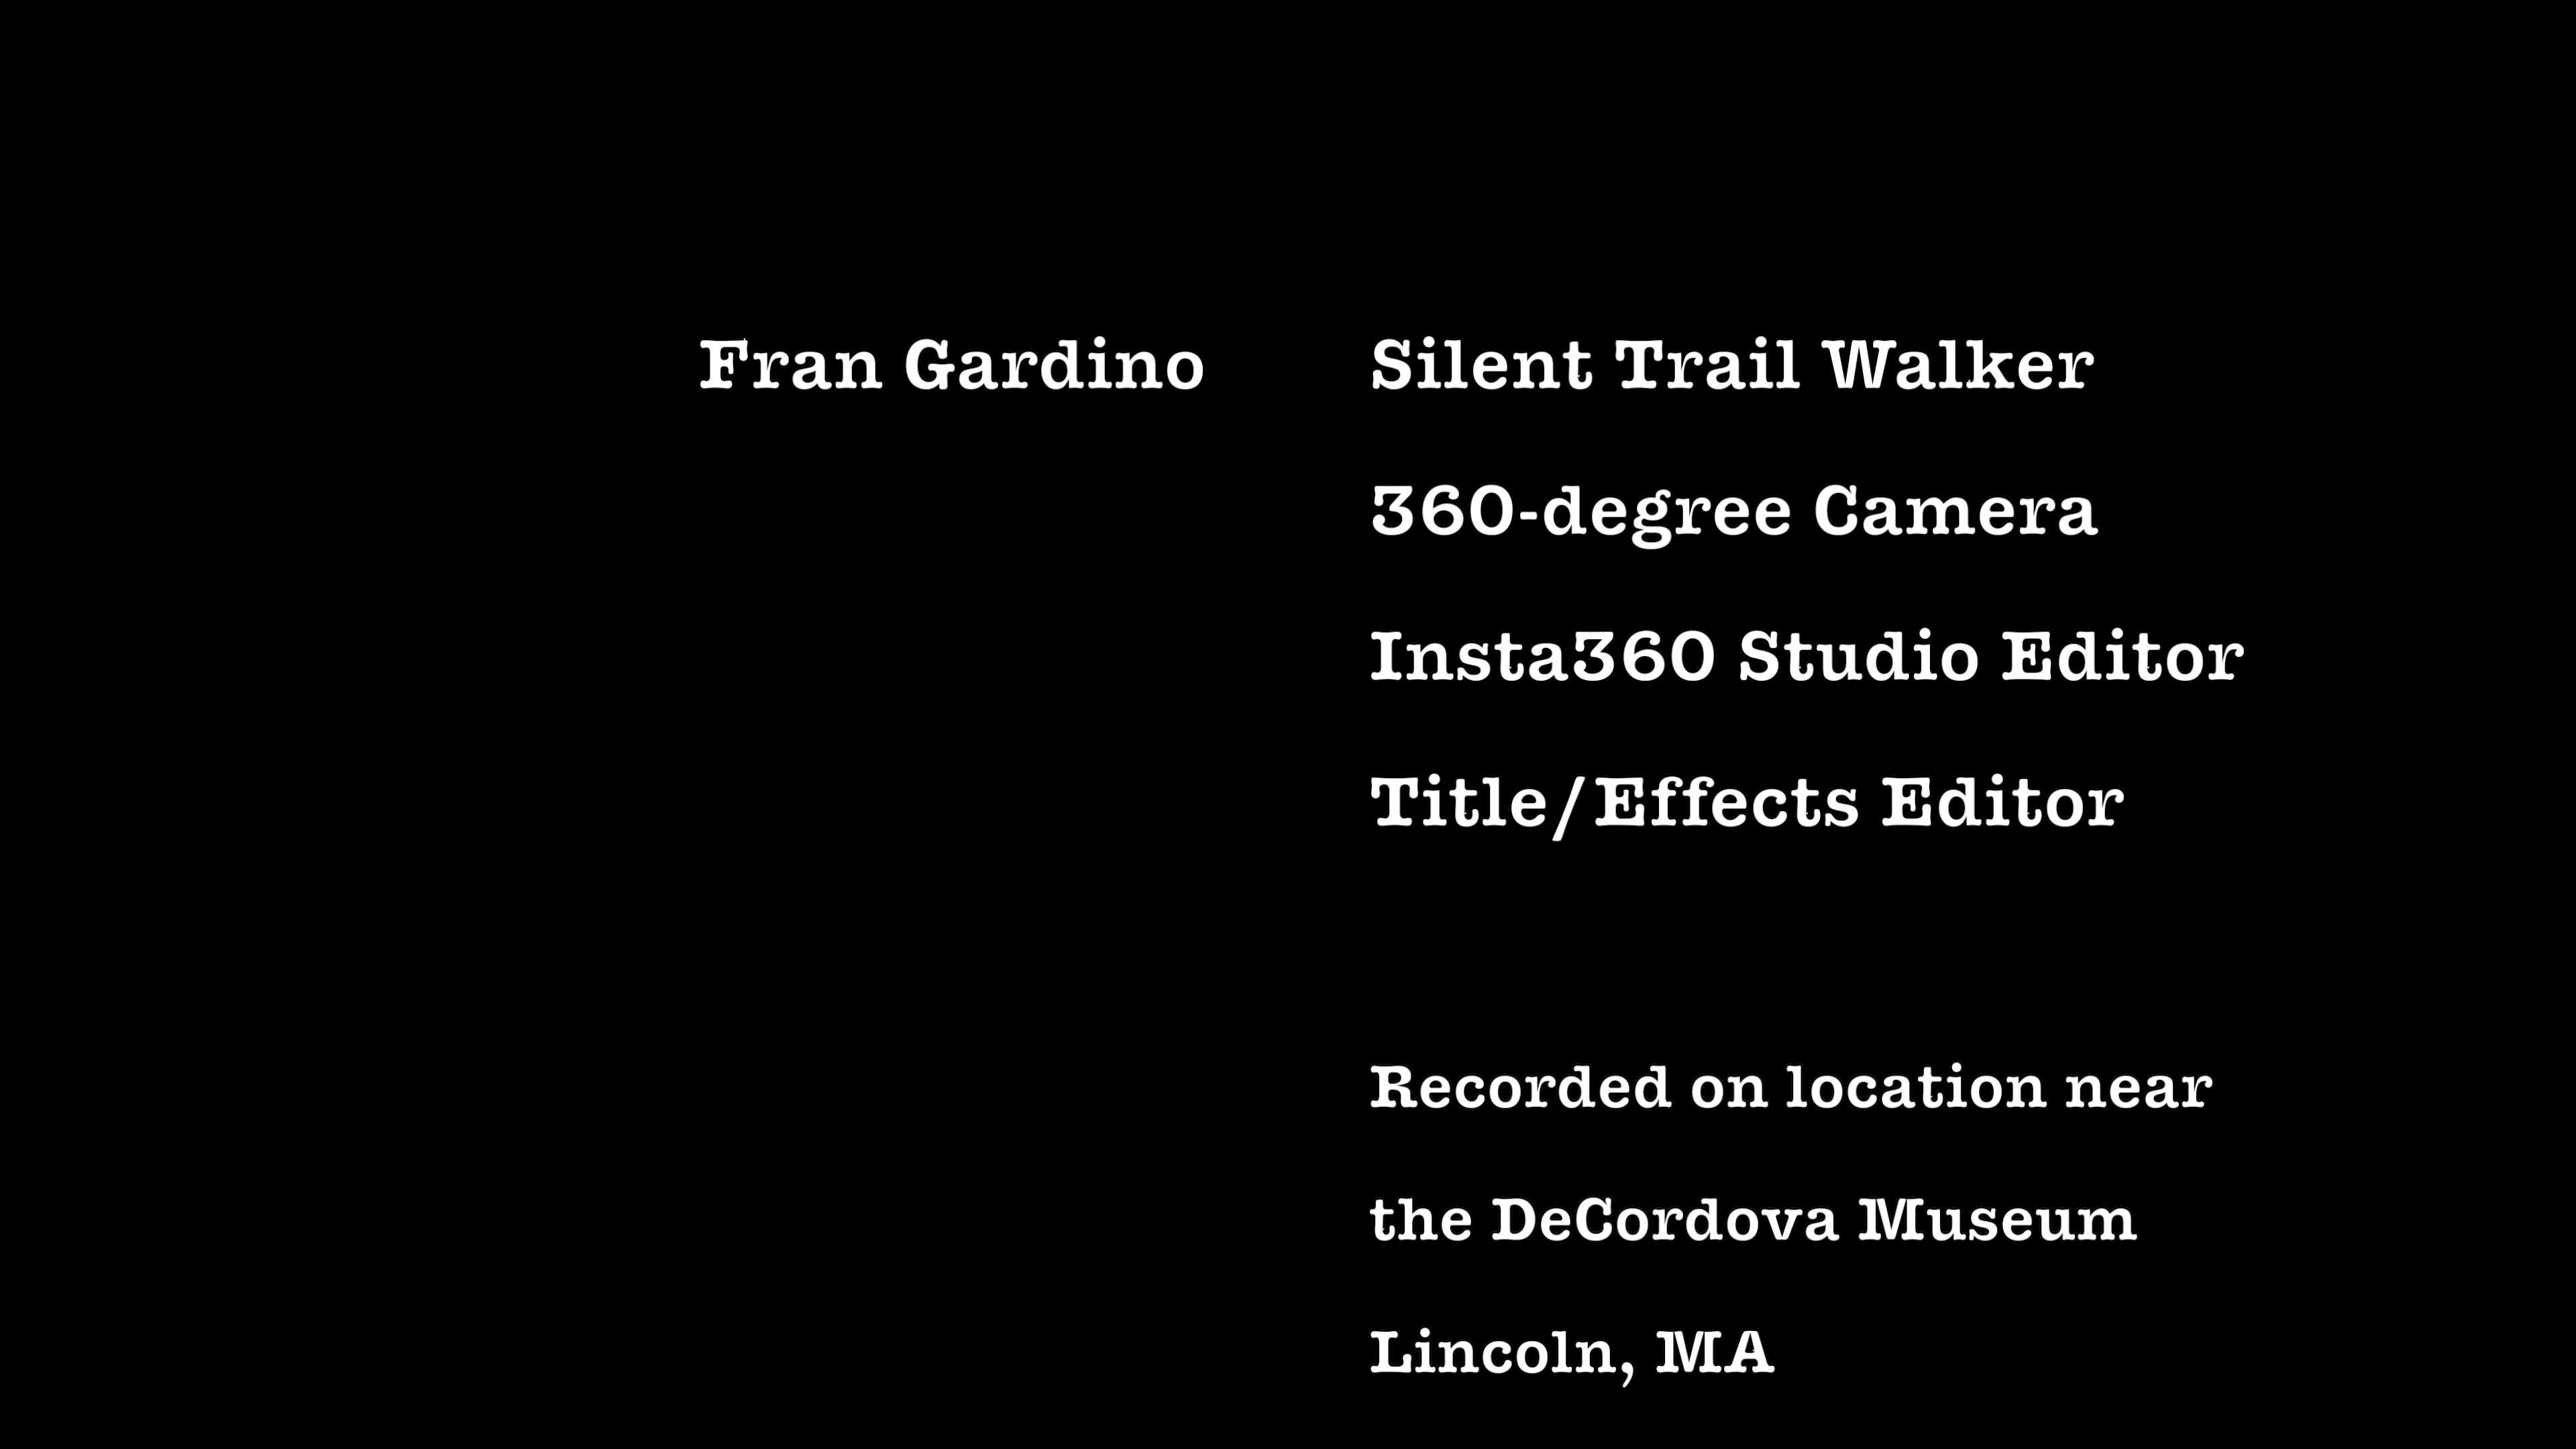 Fran Gardino Silent Trail Walker
360-degree Camera
Insta360 Studio Editor
Title/Effects Editor
Recorded on location near
the DeCordova Museum
Lincoln, MA